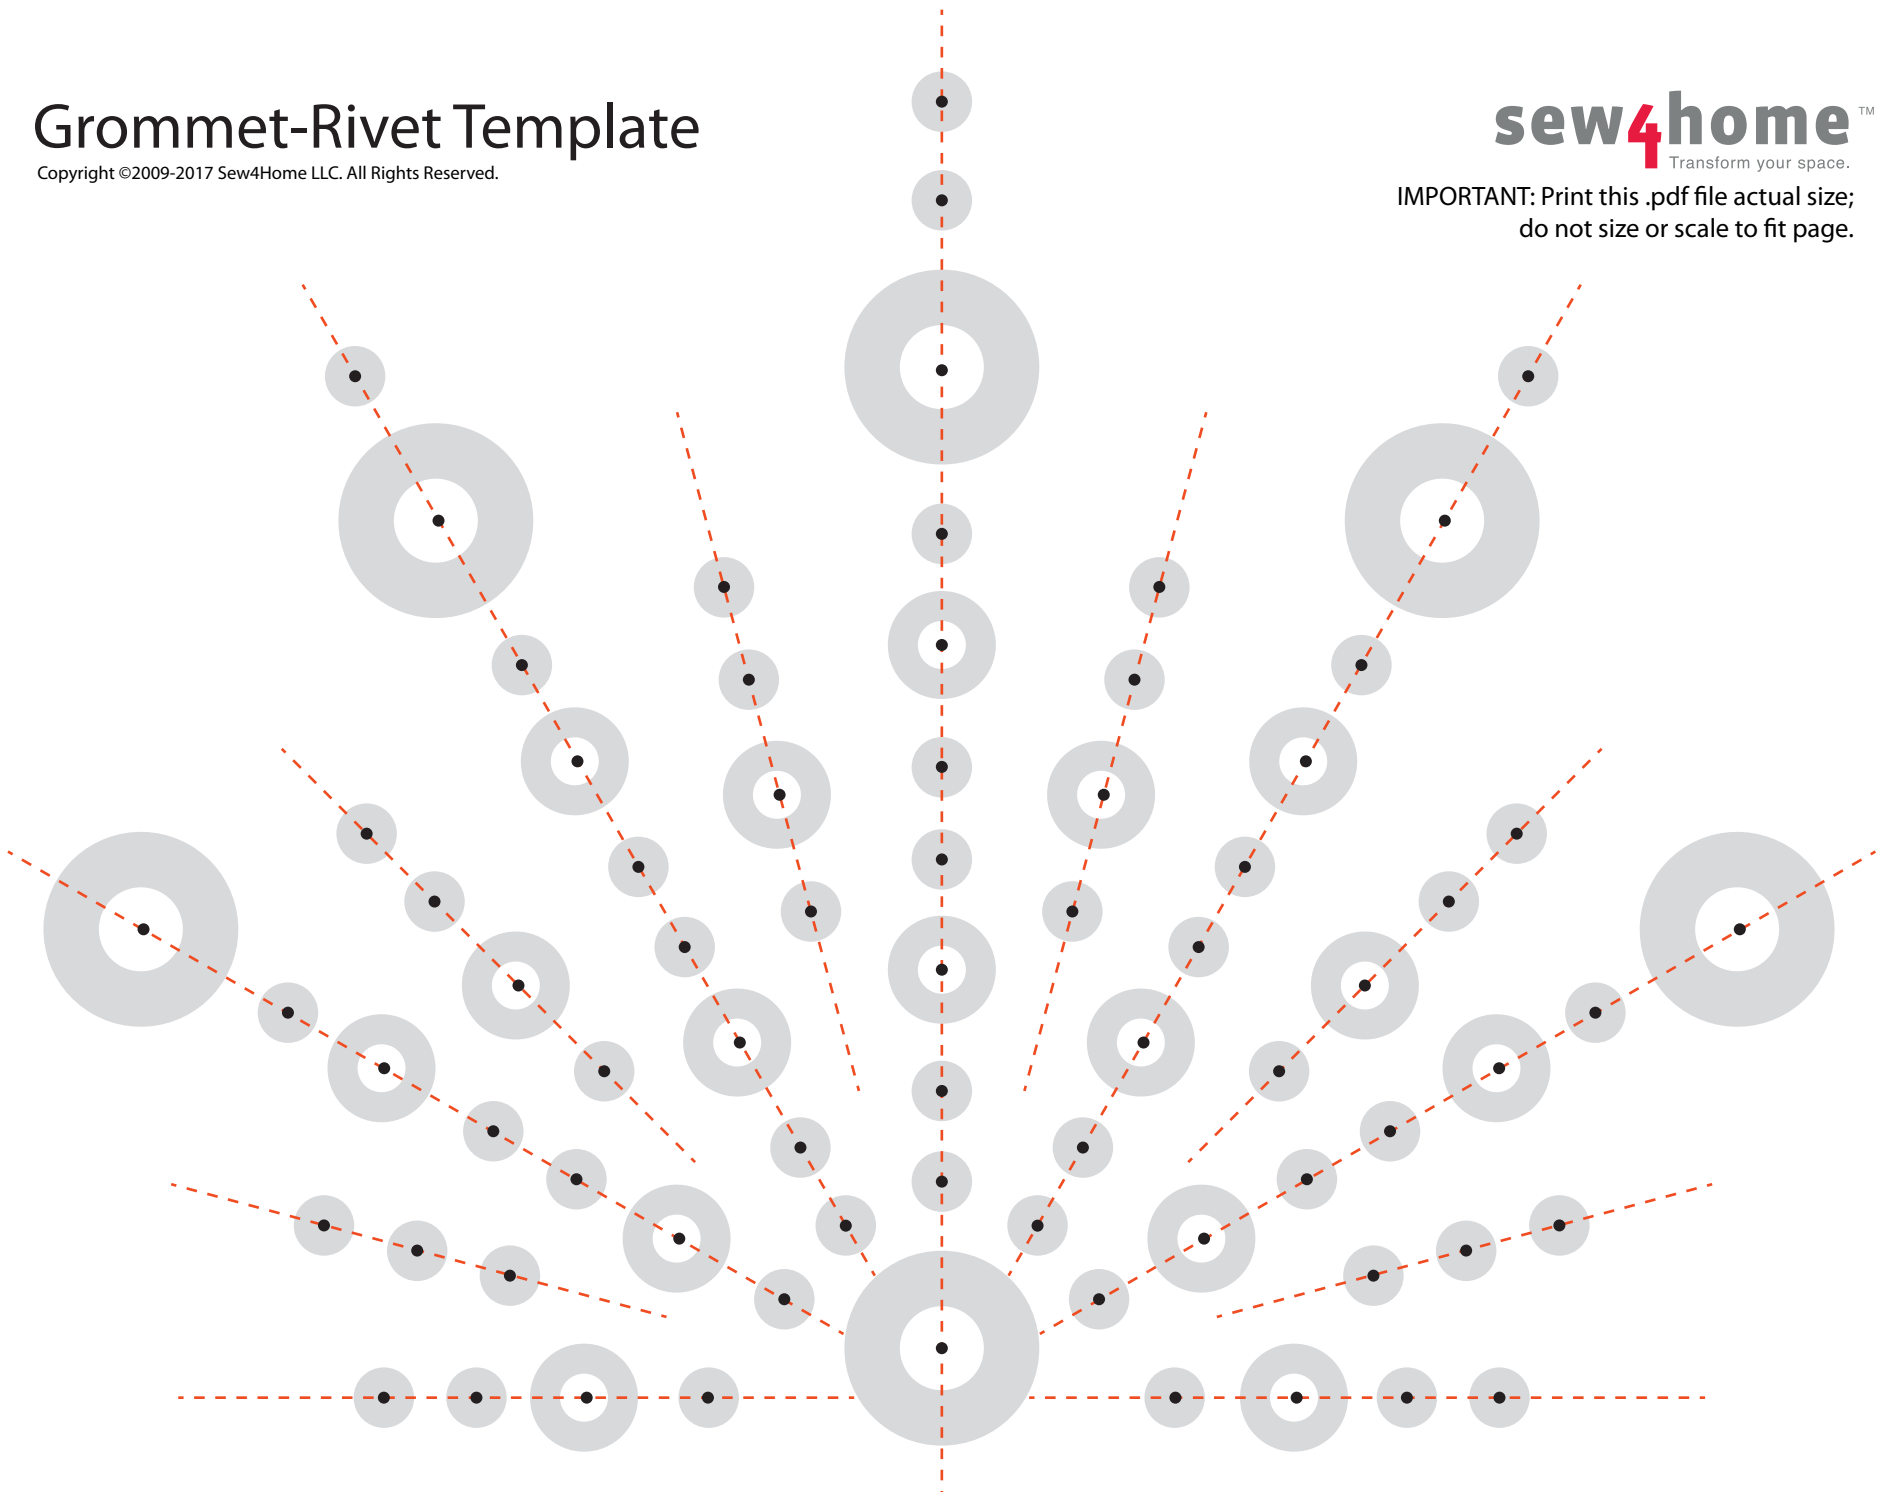 Grommet-Rivet Template
Copyright ©2009-2017 Sew4Home LLC. All Rights Reserved.
sew4home™
Transform your space.
IMPORTANT: Print this .pdf file actual size;
do not size or scale to fit page.